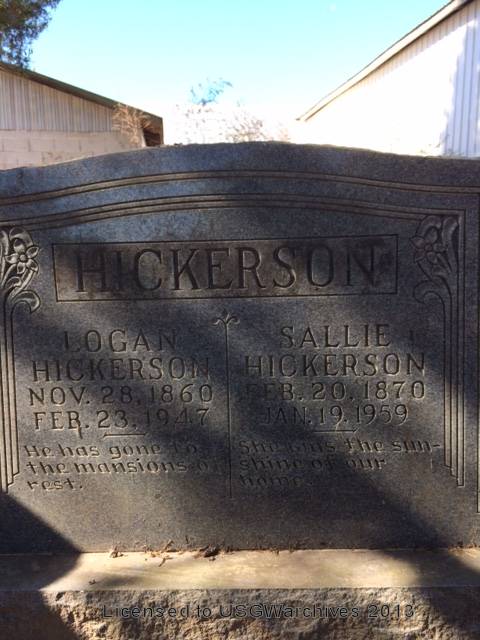 HICKERSON
LOGAN
HICKERSON
NOV. 28, 1860
FEB. 23, 1947
He has gone to
the mansions of
rest.
SALLIE
HICKERSON
FEB. 20, 1870
JAN. 19, 1959
She was the sun-
shine of our
home.
Licensed to USGWarchives 2013